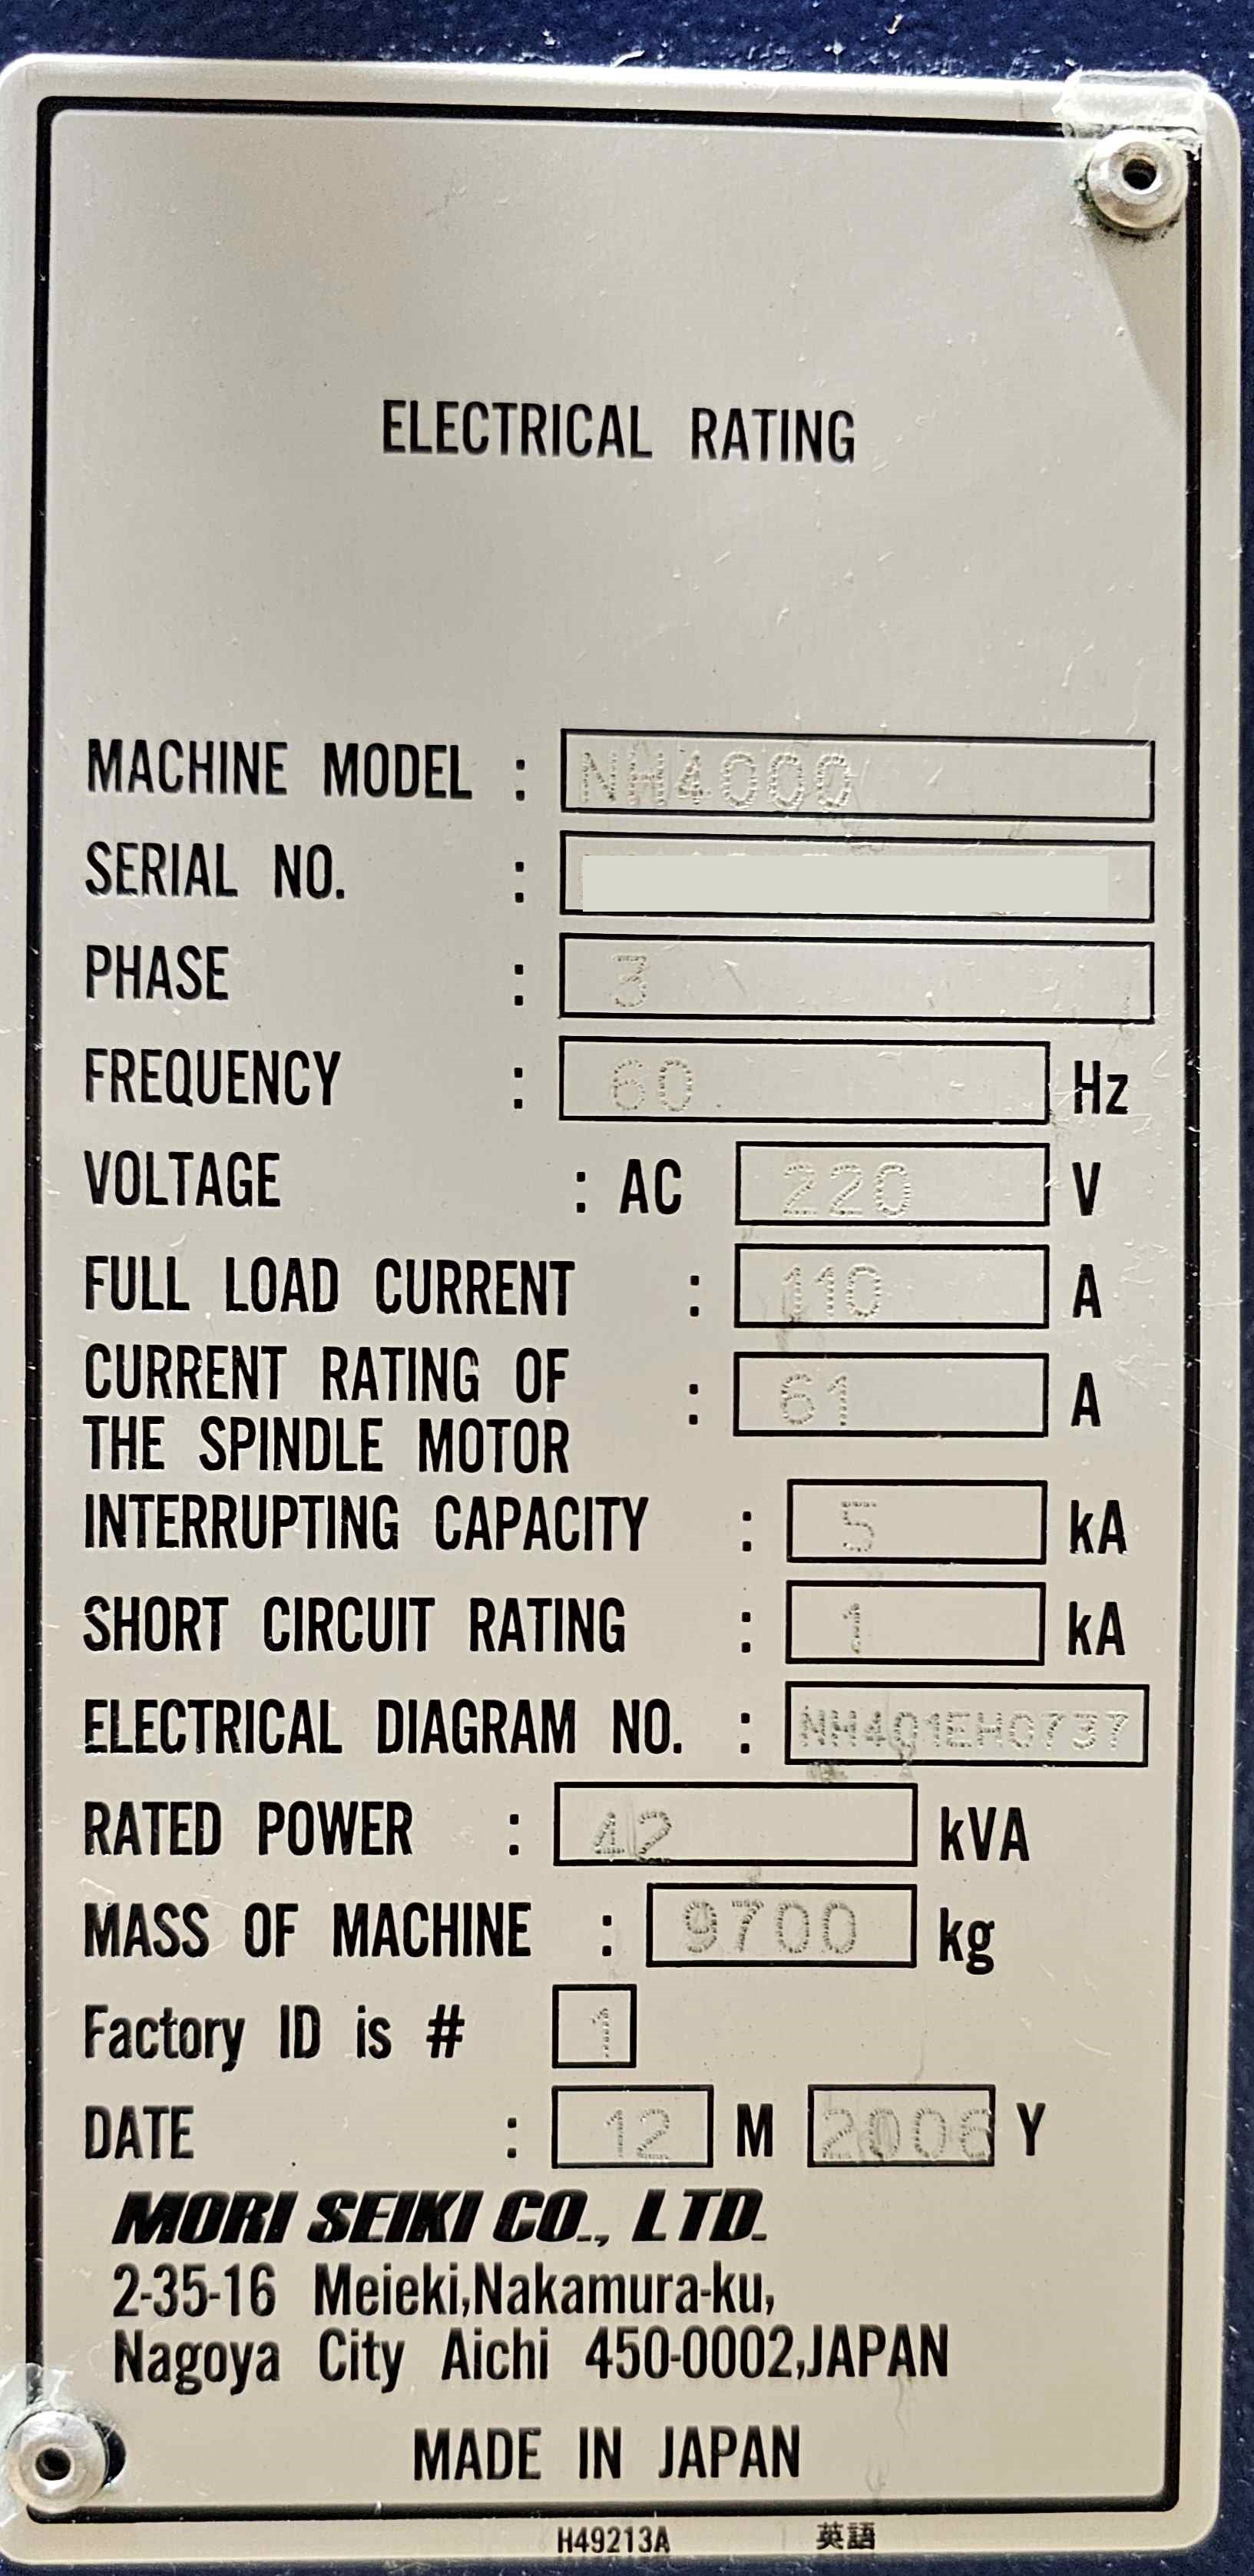 ELECTRICAL RATING
MACHINE MODEL : NH4000
SERIAL NO. :
PHASE : 3
FREQUENCY : 60 Hz
VOLTAGE : AC 220 V
FULL LOAD CURRENT : 110 A
CURRENT RATING OF : 61 A
THE SPINDLE MOTOR
INTERRUPTING CAPACITY : 5 kA
SHORT CIRCUIT RATING : 1 kA
ELECTRICAL DIAGRAM NO. : NH401EH0737
RATED POWER : 42 kVA
MASS OF MACHINE : 9700 kg
Factory ID is # 1
DATE : 12 M 2006 Y
MORI SEIKI CO., LTD.
2-35-16 Meieki,Nakamura-ku,
Nagoya City Aichi 450-0002,JAPAN
MADE IN JAPAN
H49213A 英語